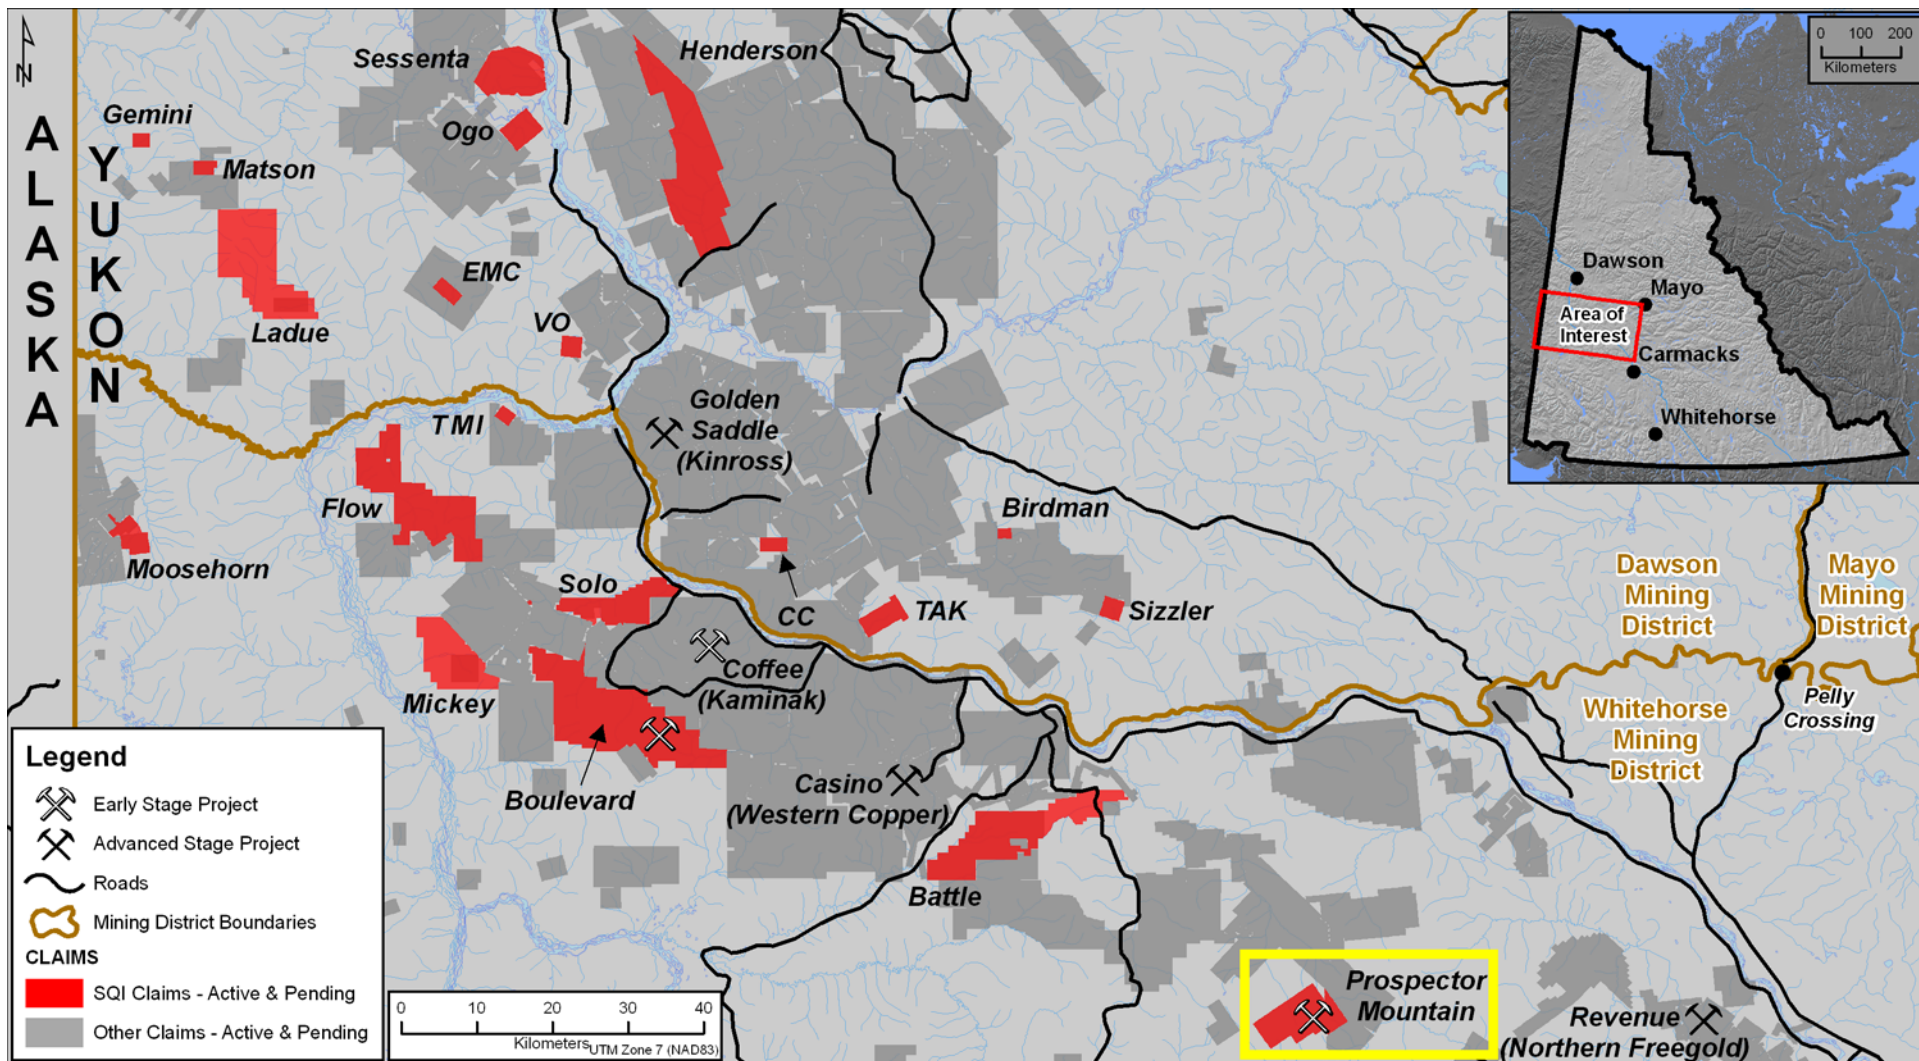 N
ALASKA
YUKON
Sessenta
Henderson
Gemini
Ogo
Matson
EMC
Ladue
VO
TMI
Golden
Saddle
(Kinross)
Flow
Birdman
Moosehorn
Solo
CC
TAK
Sizzler
Coffee
(Kaminak)
Mickey
Boulevard
Casino
(Western Copper)
Battle
Prospector
Mountain
Revenue
(Northern Freegold)
Dawson
Mining
District
Mayo
Mining
District
Whitehorse
Mining
District
Pelly
Crossing
0 100 200
Kilometers
Dawson
Mayo
Area of
Interest
Carmacks
Whitehorse
Legend
Early Stage Project
Advanced Stage Project
Roads
Mining District Boundaries
CLAIMS
SQI Claims - Active & Pending
Other Claims - Active & Pending
0 10 20 30 40
Kilometers
UTM Zone 7 (NAD83)